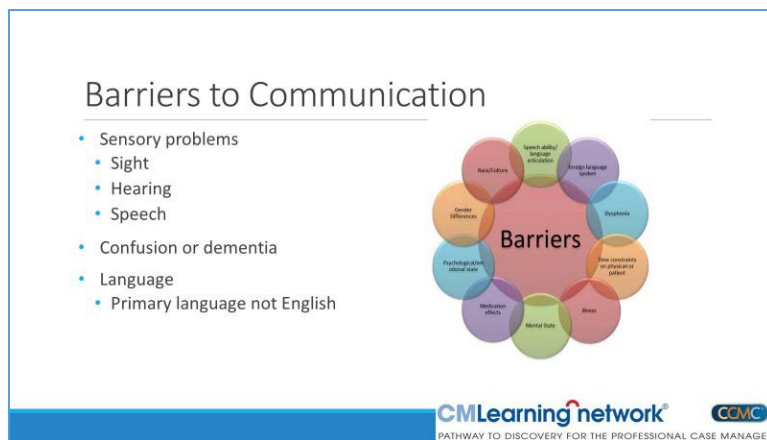 Barriers to Communication
Sensory problems
Sight
Hearing
Speech
Confusion or dementia
Language
Primary language not English
Barriers
Speech ability/
language
articulation
foreign language
spoken
Dysphonia
Time constraints
on physician or
patient
Illness
Mental State
Medication
effects
Psychological/em
otional state
Gender
Differences
Race/Culture
CMLearning network®
CCMC
PATHWAY TO DISCOVERY FOR THE PROFESSIONAL CASE MANAGE